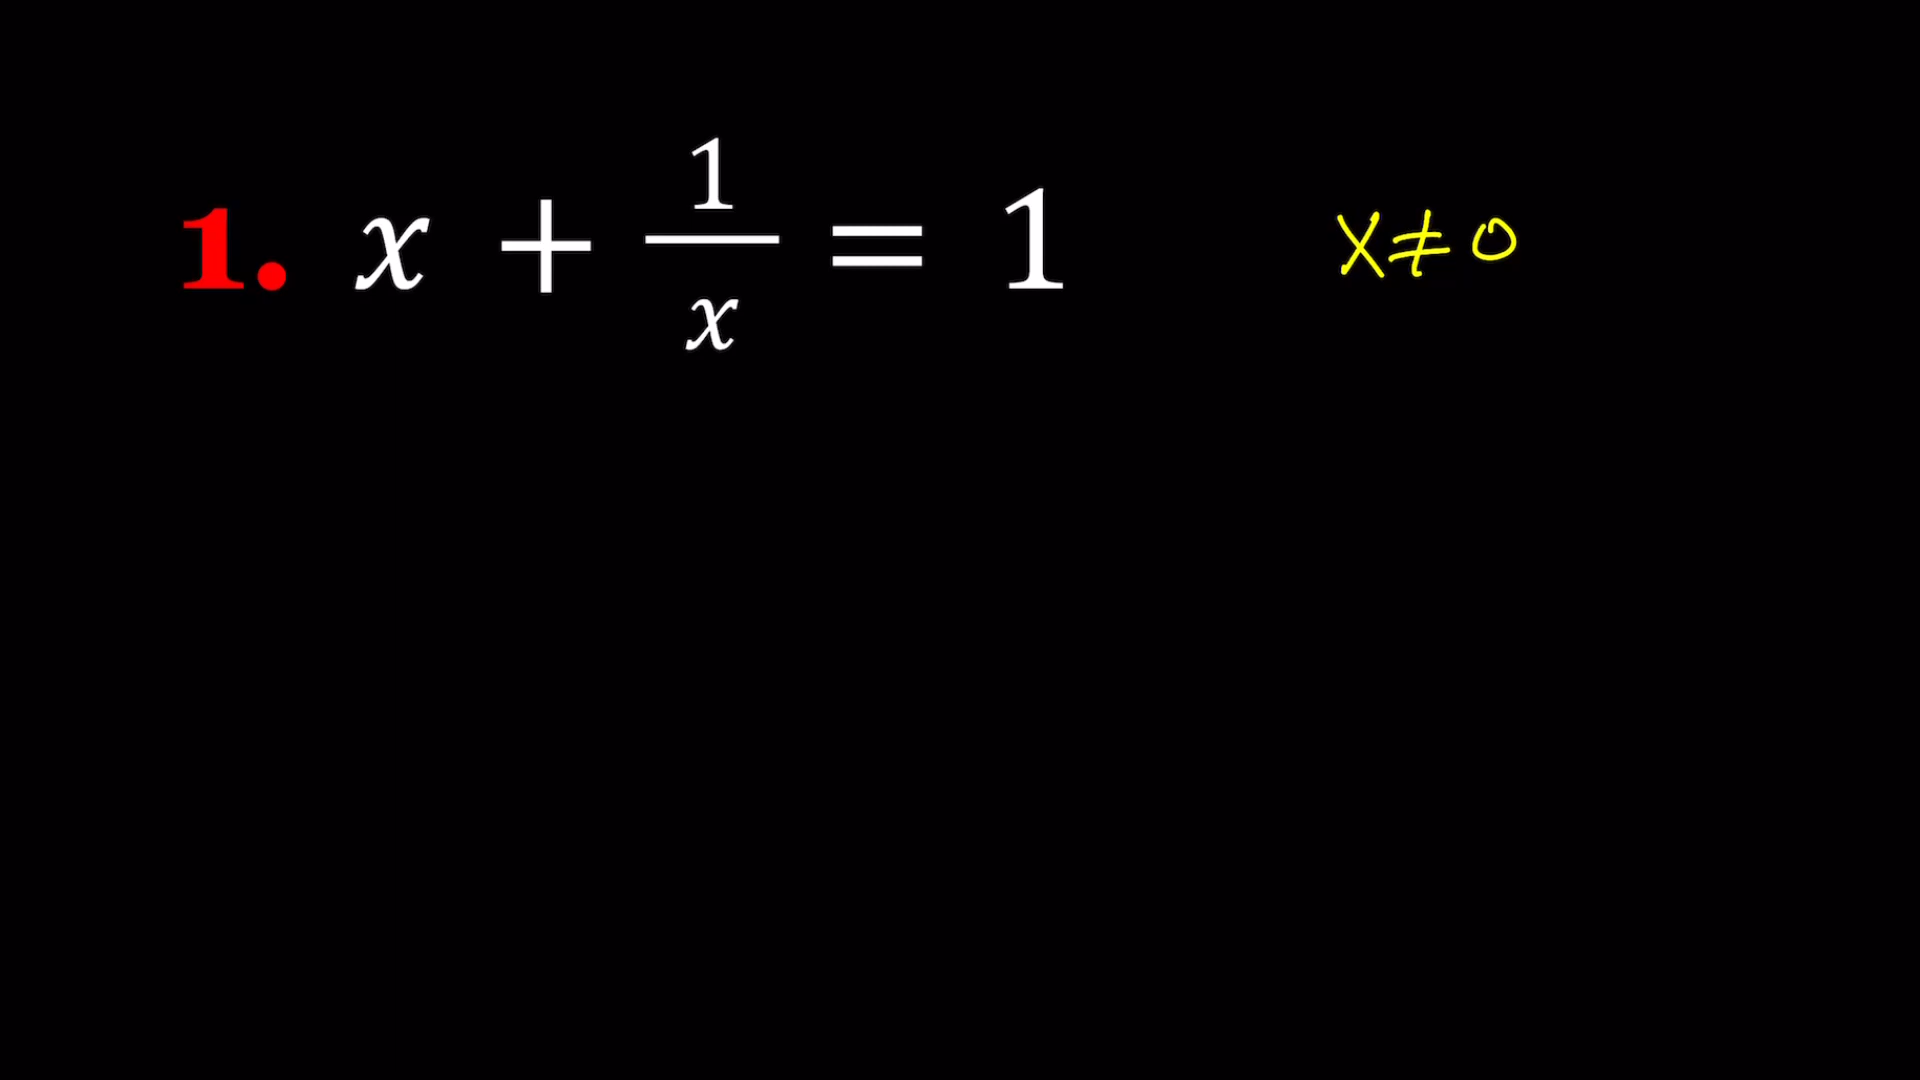 1. x + 1/x = 1 x≠0